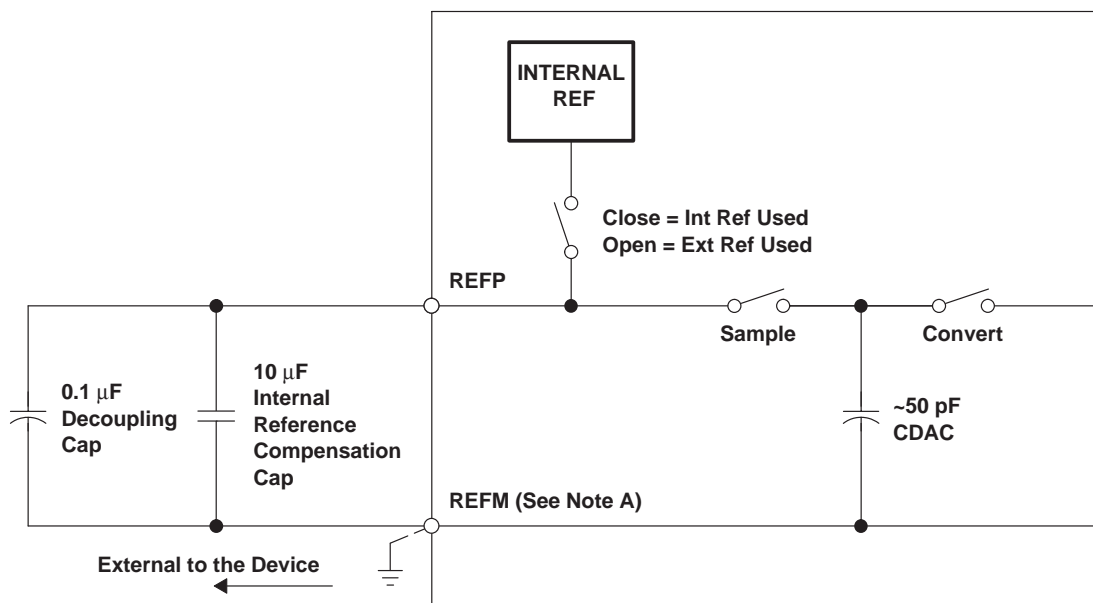 INTERNAL
REF
Close = Int Ref Used
Open = Ext Ref Used
REFP
Sample
Convert
0.1 μF
Decoupling
Cap
10 μF
Internal
Reference
Compensation
Cap
~50 pF
CDAC
REFM (See Note A)
External to the Device